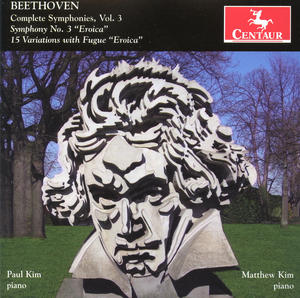 BEETHOVEN
Complete Symphonies, Vol. 3
Symphony No. 3 “Eroica”
15 Variations with Fugue “Eroica”
CENTAUR
Paul Kim
piano
Matthew Kim
piano